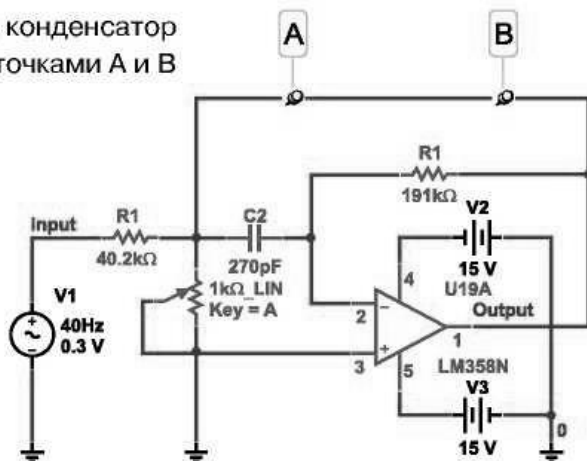 конденсатор
точками А и В
A
B
R1
191kΩ
V2
15 V
input
R1
40.2kΩ
C2
270pF
1kΩ_LIN
Key = A
V1
40Hz
0.3 V
4
U19A
Output
2
1
3
LM358N
5
V3
15 V
0